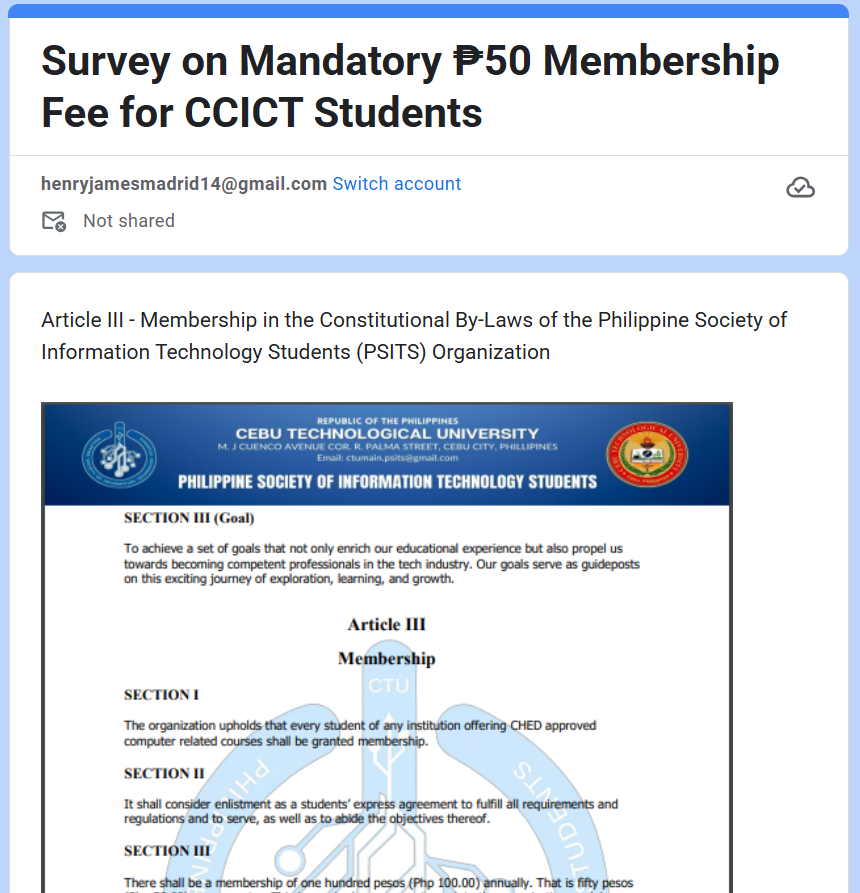 Survey on Mandatory ₱50 Membership
Fee for CCICT Students
henryjamesmadrid14@gmail.com Switch account
Not shared
Article III - Membership in the Constitutional By-Laws of the Philippine Society of
Information Technology Students (PSITS) Organization
REPUBLIC OF THE PHILIPPINES
CEBU TECHNOLOGICAL UNIVERSITY
M. J CUENCO AVENUE COR. R. PALMA STREET, CEBU CITY, PHILLIPINES
Email: ctumain.psits@gmail.com
PHILIPPINE SOCIETY OF INFORMATION TECHNOLOGY STUDENTS
SECTION III (Goal)
To achieve a set of goals that not only enrich our educational experience but also propel us
towards becoming competent professionals in the tech industry. Our goals serve as guideposts
on this exciting journey of exploration, learning, and growth.
Article III
Membership
CTU
SECTION I
The organization upholds that every student of any institution offering CHED approved
computer related courses shall be granted membership.
SECTION II
It shall consider enlistment as a students' express agreement to fulfill all requirements and
regulations and to serve, as well as to abide the objectives thereof.
SECTION III
There shall be a membership of one hundred pesos (Php 100.00) annually. That is fifty pesos